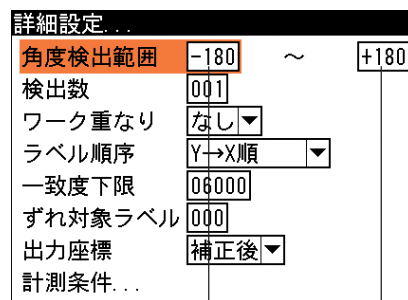 詳細設定...
角度検出範囲 -180 ～ +180
検出数 001
ワーク重なり なし▼
ラベル順序 Y→X順 ▼
一致度下限 06000
ずれ対象ラベル 000
出力座標 補正後▼
計測条件...